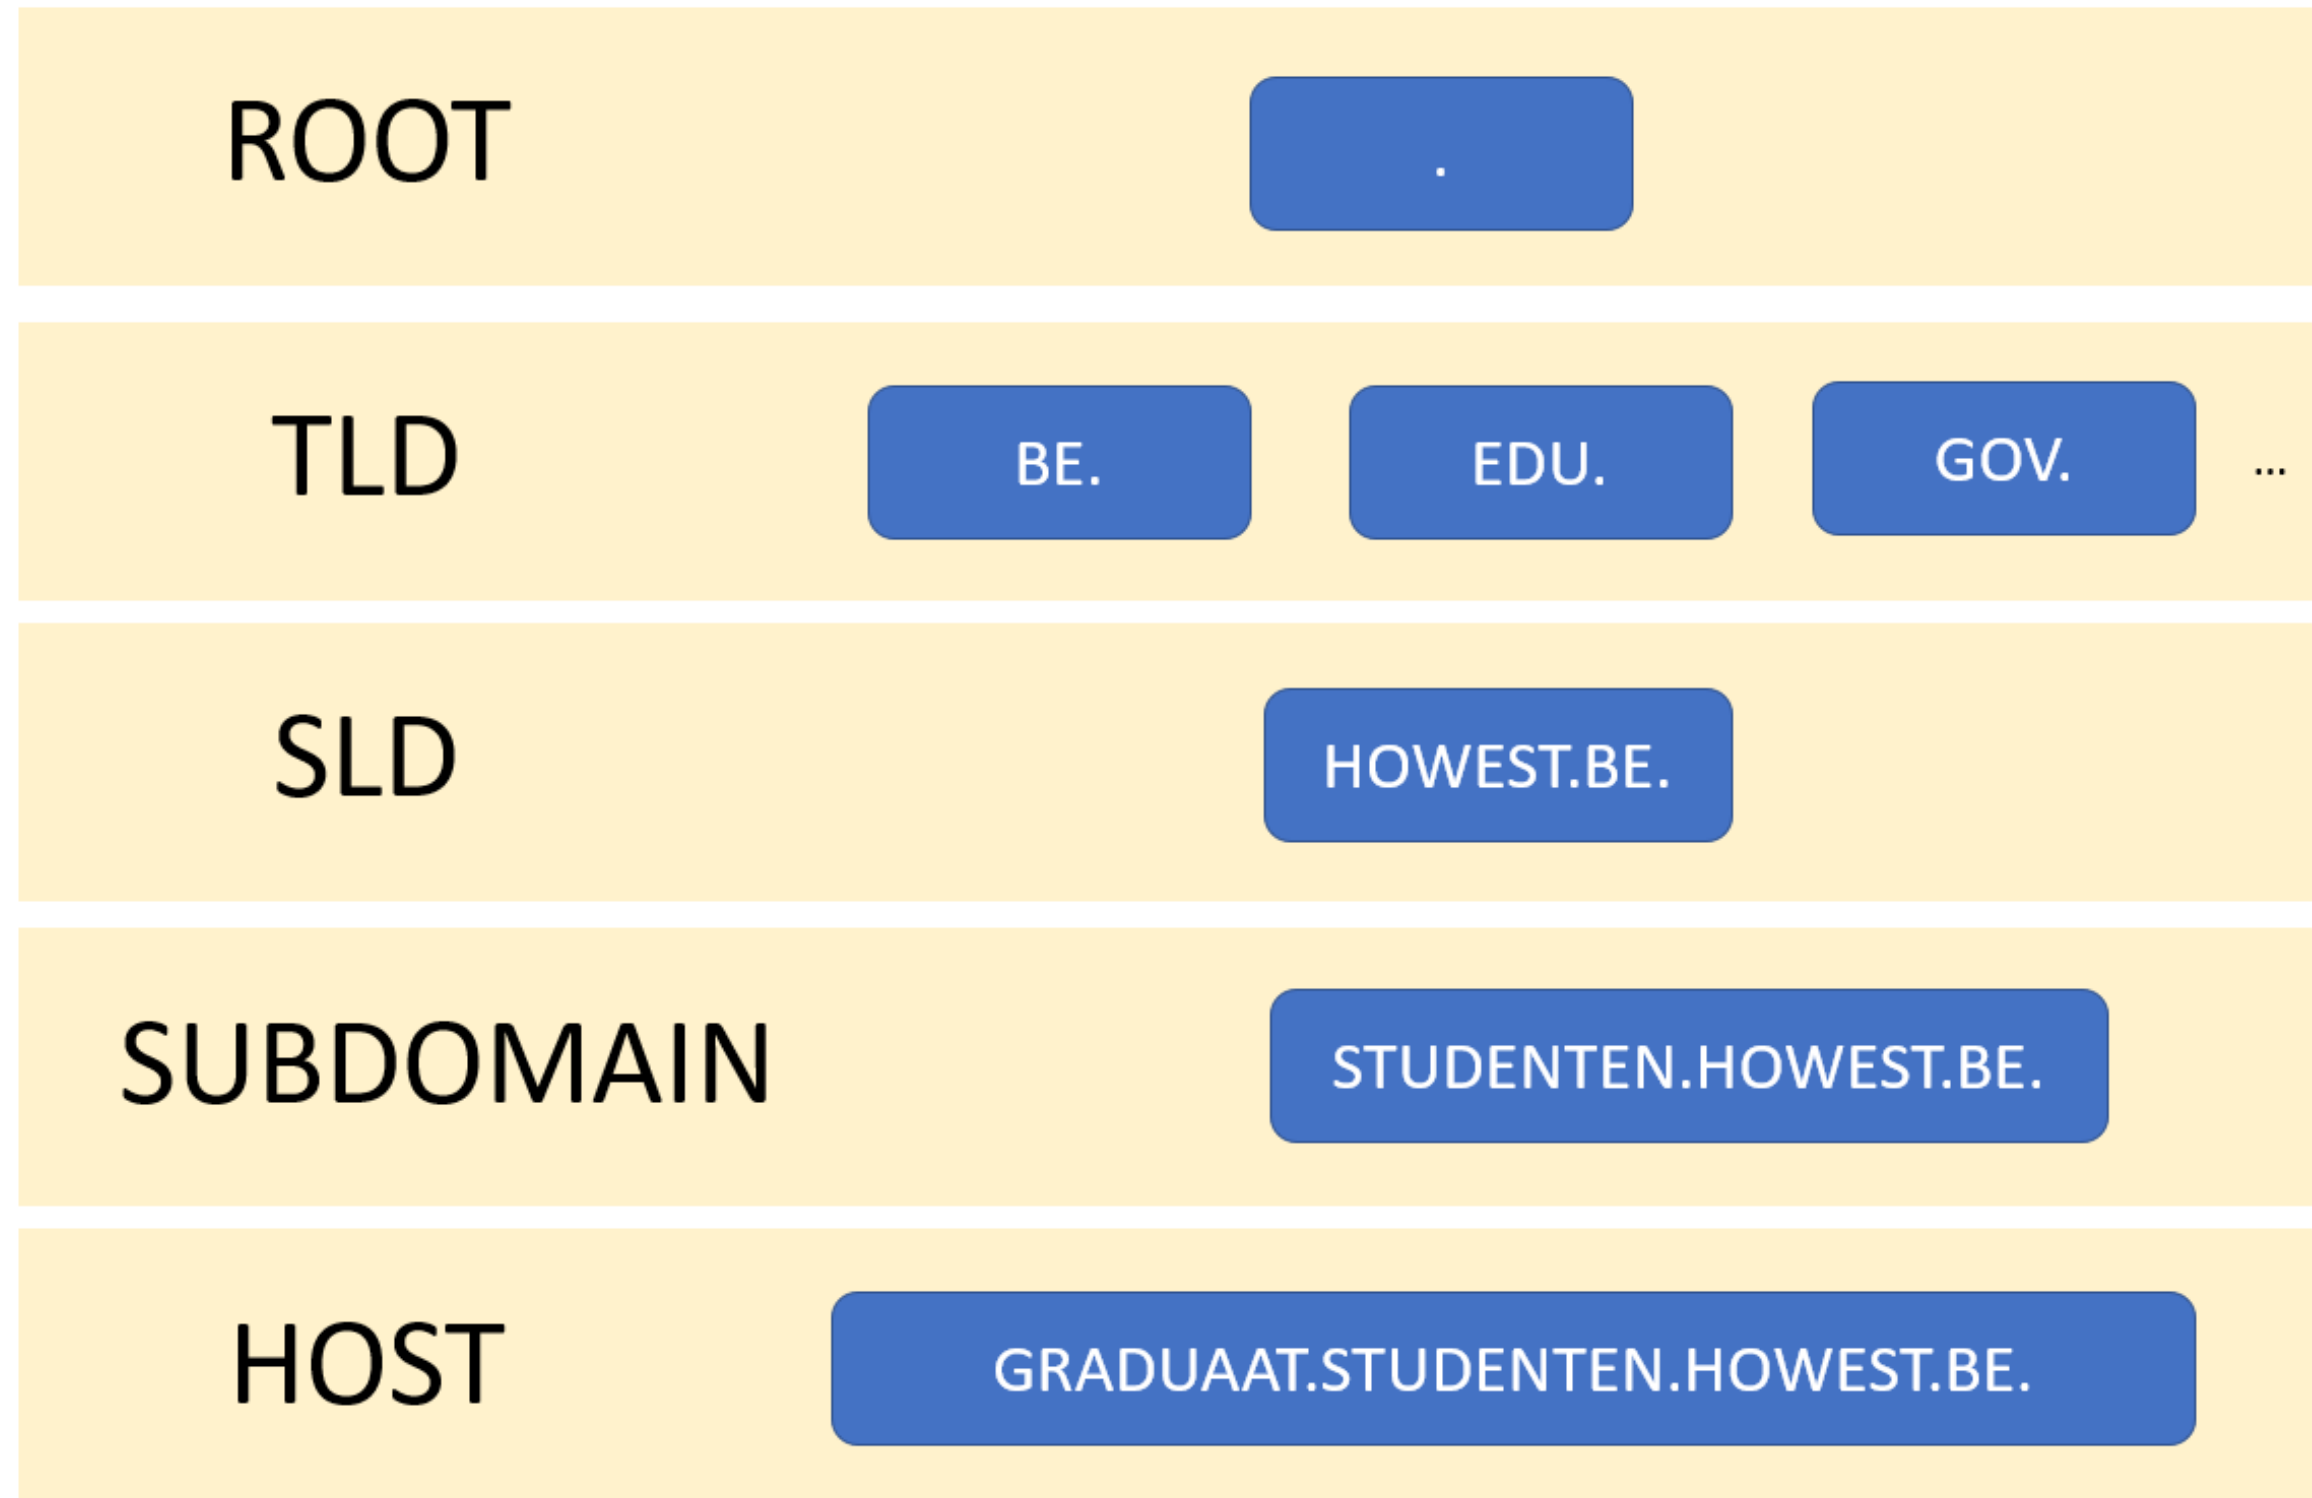 ROOT
.
...
TLD
BE.
EDU.
GOV.
...
SLD
HOWEST.BE.
SUBDOMAIN
STUDENTEN.HOWEST.BE.
HOST
GRADUAAT.STUDENTEN.HOWEST.BE.